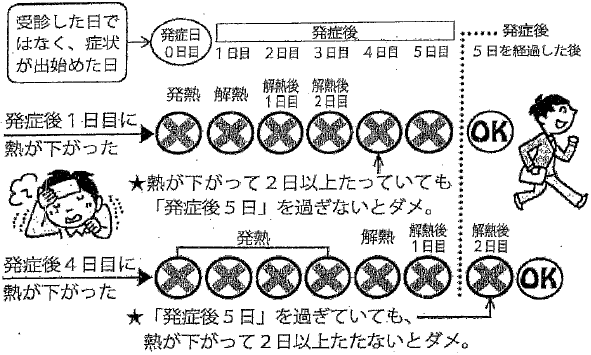 受診した日で
はなく、症状
が出始めた日
発症日
0日目
発症後
1日目 2日目 3日目 4日目 5日目
発症後
5日を経過した後
発熱 解熱 解熱後1日目 解熱後2日目
発症後1日目に
熱が下がった
OK
★熱が下がって2日以上たっていても
「発症後5日」を過ぎないとダメ。
発熱 解熱 解熱後1日目 解熱後2日目
発症後4日目に
熱が下がった
OK
★「発症後5日」を過ぎていても、
熱が下がって2日以上たたないとダメ。